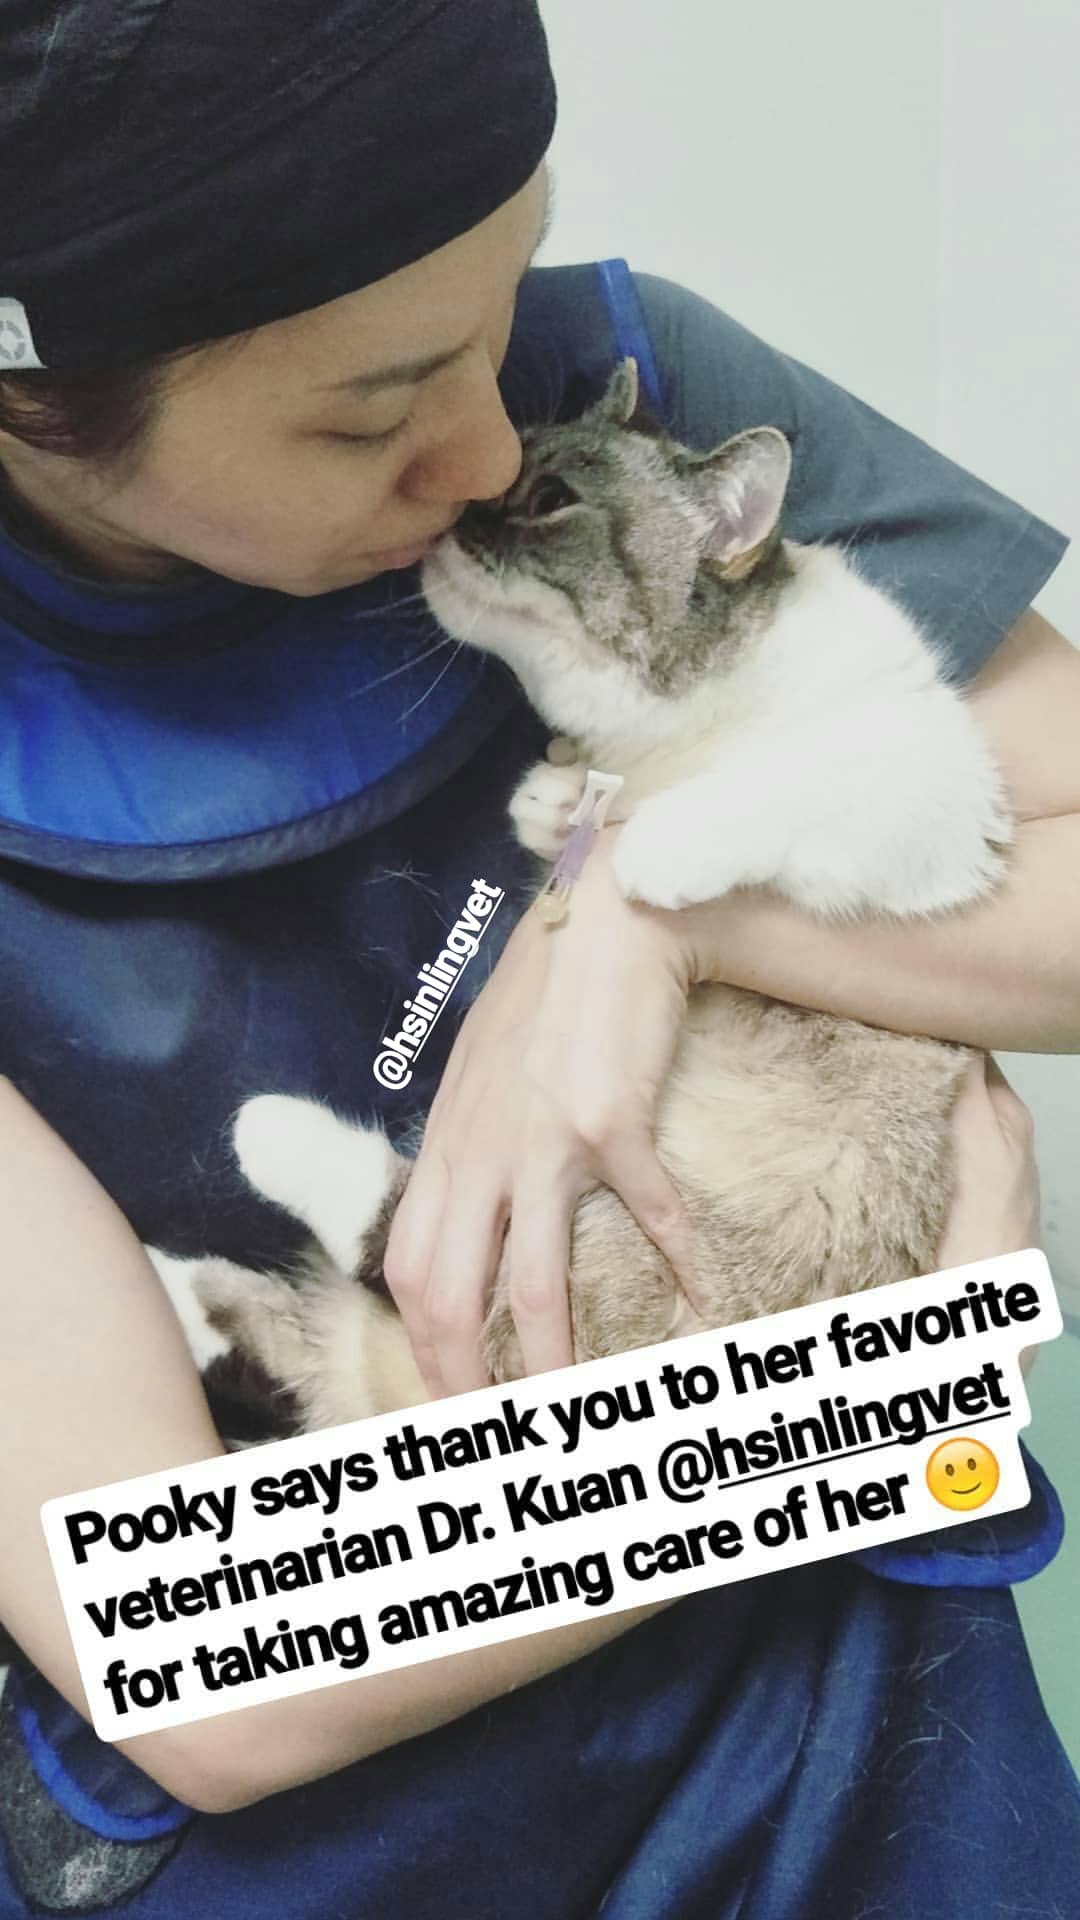 @hsinlingvet
Pooky says thank you to her favorite
veterinarian Dr. Kuan @hsinlingvet
for taking amazing care of her 🙂